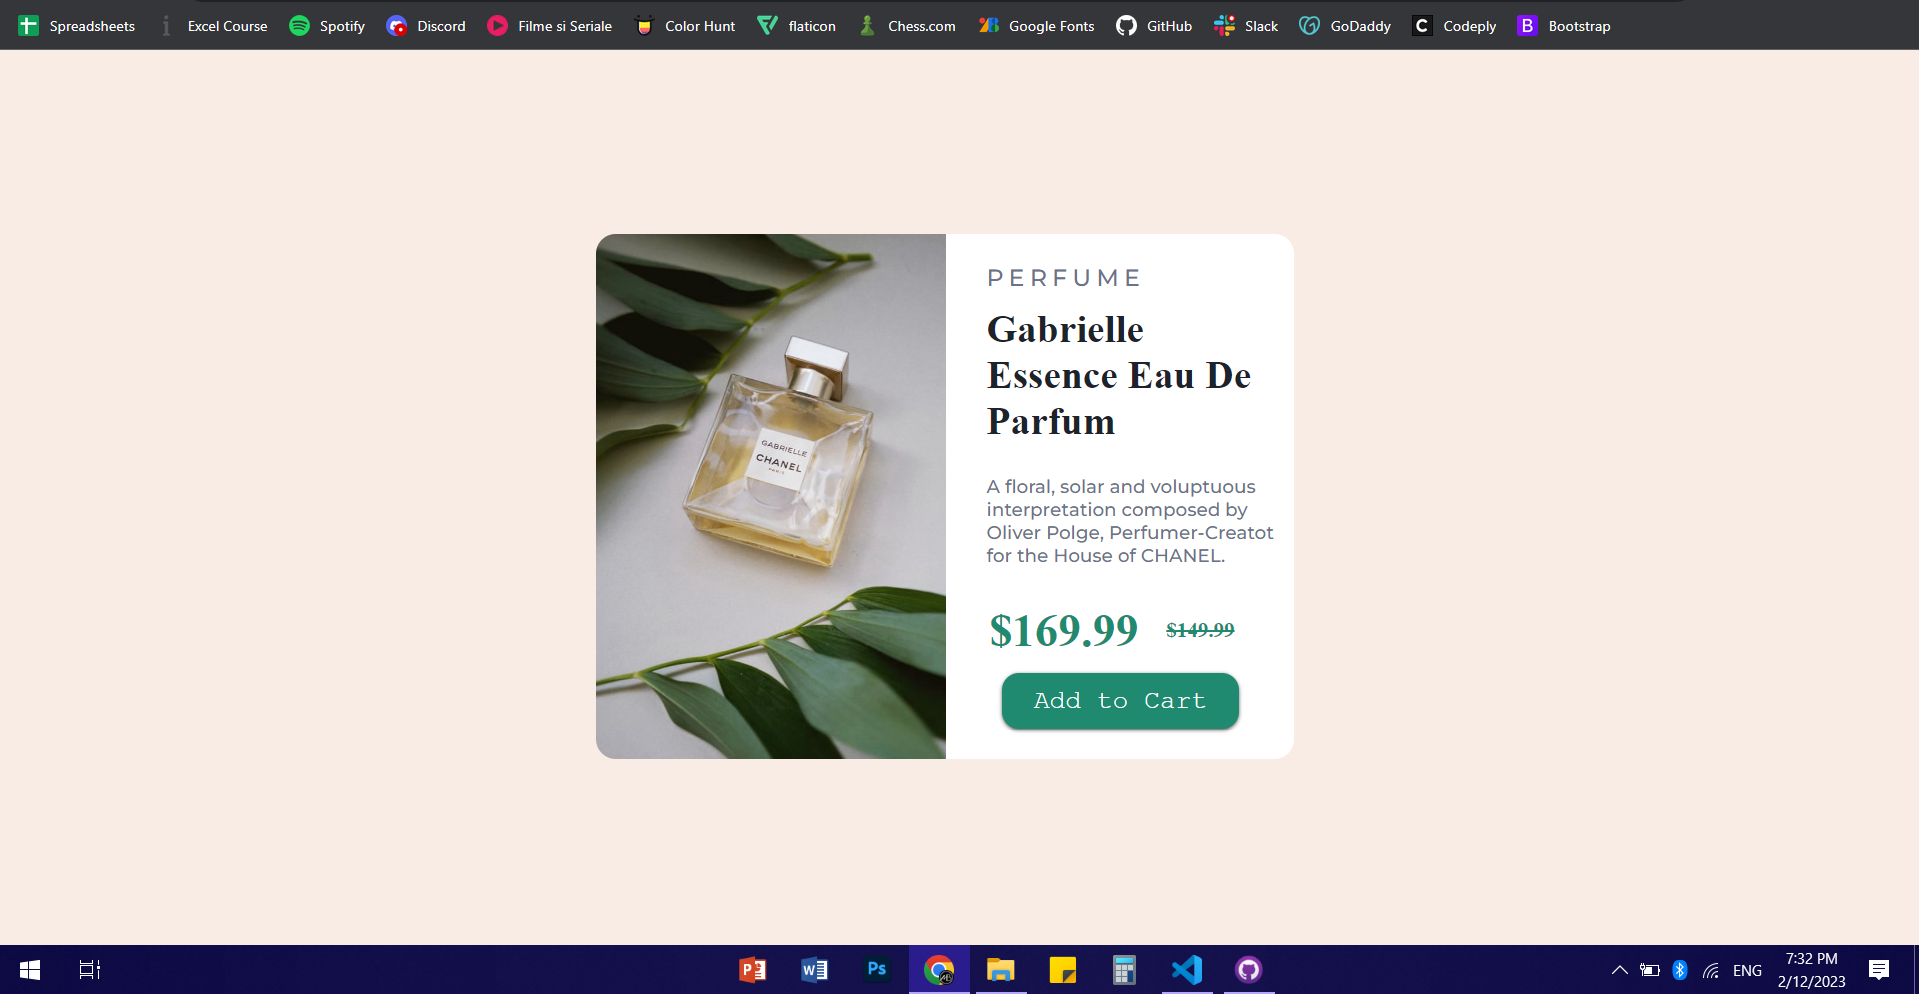 Spreadsheets Excel Course Spotify Discord Filme si Seriale Color Hunt flaticon Chess.com Google Fonts GitHub Slack GoDaddy Codeply Bootstrap
PERFUME
Gabrielle
Essence Eau De
Parfum
GABRIELLE
CHANEL
PARIS
A floral, solar and voluptuous
interpretation composed by
Oliver Polge, Perfumer-Creatot
for the House of CHANEL.
$169.99 $149.99
Add to Cart
ENG
7:32 PM
2/12/2023